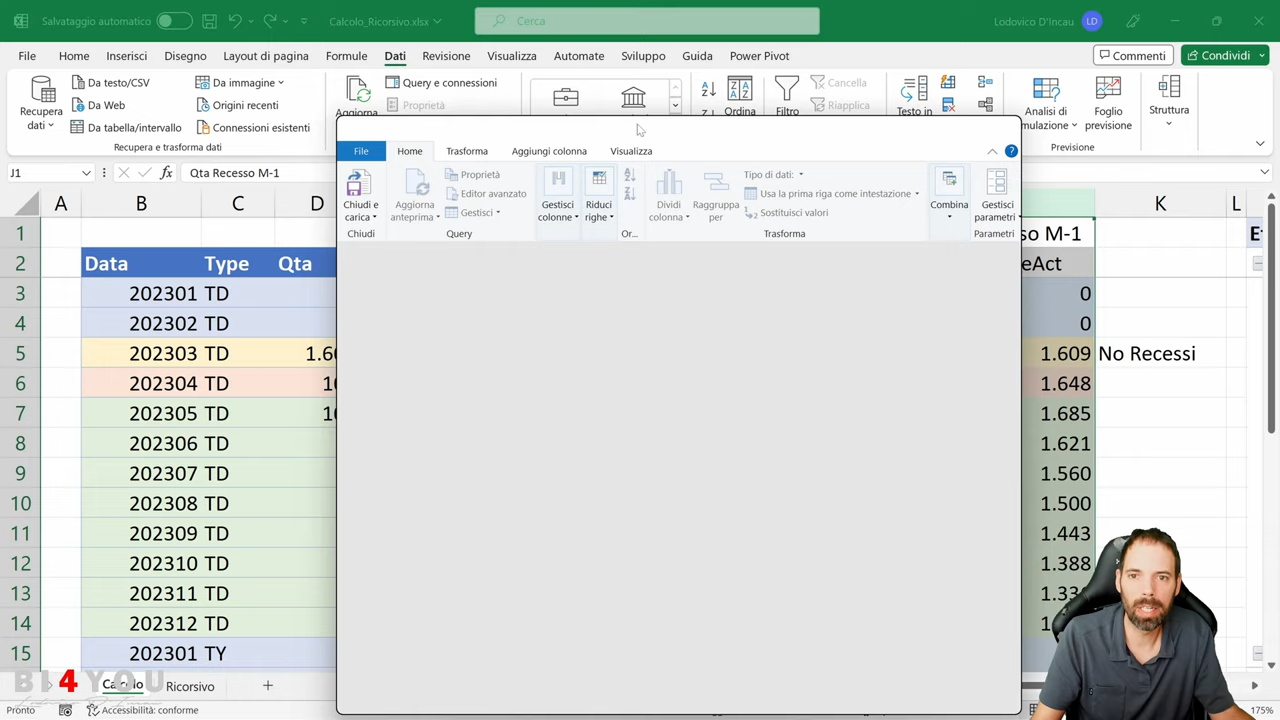 Salvataggio automatico
Calcolo_Ricorsivo.xlsx
Cerca
Lodovico D'Incau
LD
File Home Inserisci Disegno Layout di pagina Formule Dati Revisione Visualizza Automate Sviluppo Guida Power Pivot
Commenti
Condividi
Recupera dati
Da testo/CSV
Da Web
Da tabella/intervallo
Da immagine
Origini recenti
Connessioni esistenti
Recupera e trasforma dati
Aggiorna
Query e connessioni
Proprietà
Ordina
Filtro
Cancella
Riapplica
Testo in
Analisi di
simulazione
Foglio
previsione
Previsione
Struttura
J1
fx
Qta Recesso M-1
File Home Trasforma Aggiungi colonna Visualizza
Chiudi e
carica
Chiudi
Aggiorna
anteprima
Proprietà
Editor avanzato
Gestisci
Query
Gestisci
colonne
Riduci
righe
Or...
Dividi
colonna
Raggruppa
per
Tipo di dati:
Usa la prima riga come intestazione
Sostituisci valori
Trasforma
Combina
Gestisci
parametri
Parametri
A B C D K L
1 so M-1
2 Data Type Qta eAct
3 202301 TD 0
4 202302 TD 0
5 202303 TD 1.60 1.609 No Recessi
6 202304 TD 10 1.648
7 202305 TD 10 1.685
8 202306 TD 1.621
9 202307 TD 1.560
10 202308 TD 1.500
11 202309 TD 1.443
12 202310 TD 1.388
13 202311 TD
14 202312 TD
15 202301 TY
BI4YOU
Calcolo Ricorsivo
Pronto
Accessibilità: conforme
175%